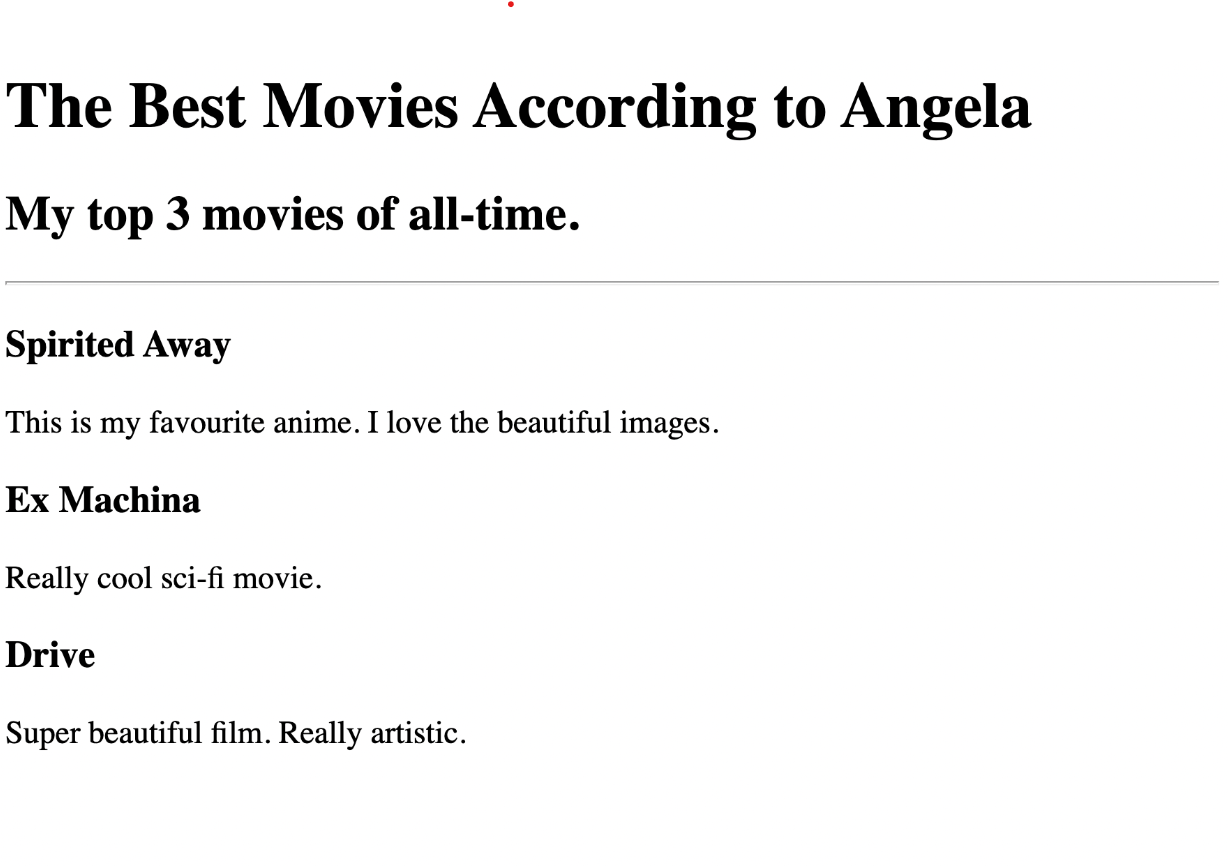 The Best Movies According to Angela
My top 3 movies of all-time.
Spirited Away
This is my favourite anime. I love the beautiful images.
Ex Machina
Really cool sci-fi movie.
Drive
Super beautiful film. Really artistic.